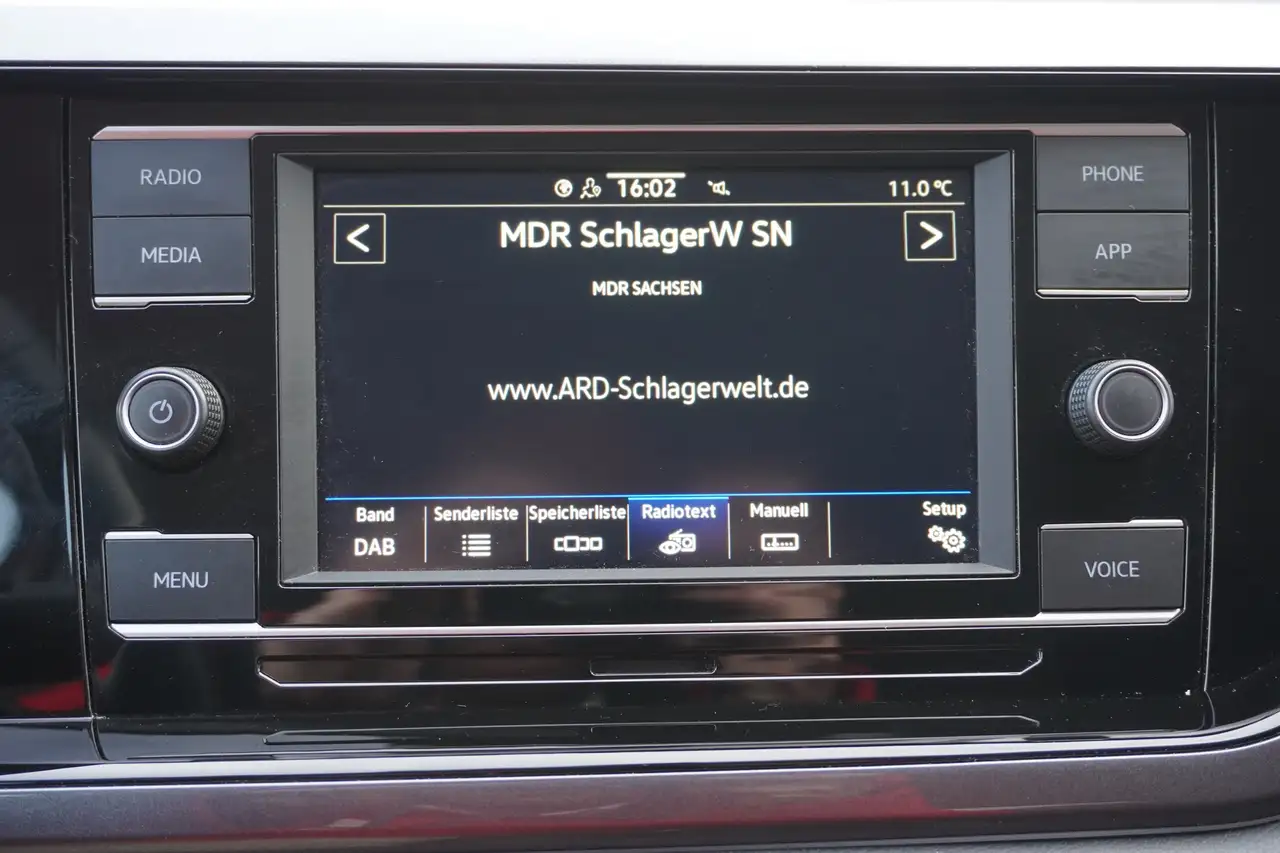 RADIO
MEDIA
MENU
16:02
11.0 °C
<
MDR SchlagerW SN
>
MDR SACHSEN
www.ARD-Schlagerwelt.de
Band
DAB
Senderliste
Speicherliste
Radiotext
Manuell
Setup
PHONE
APP
VOICE